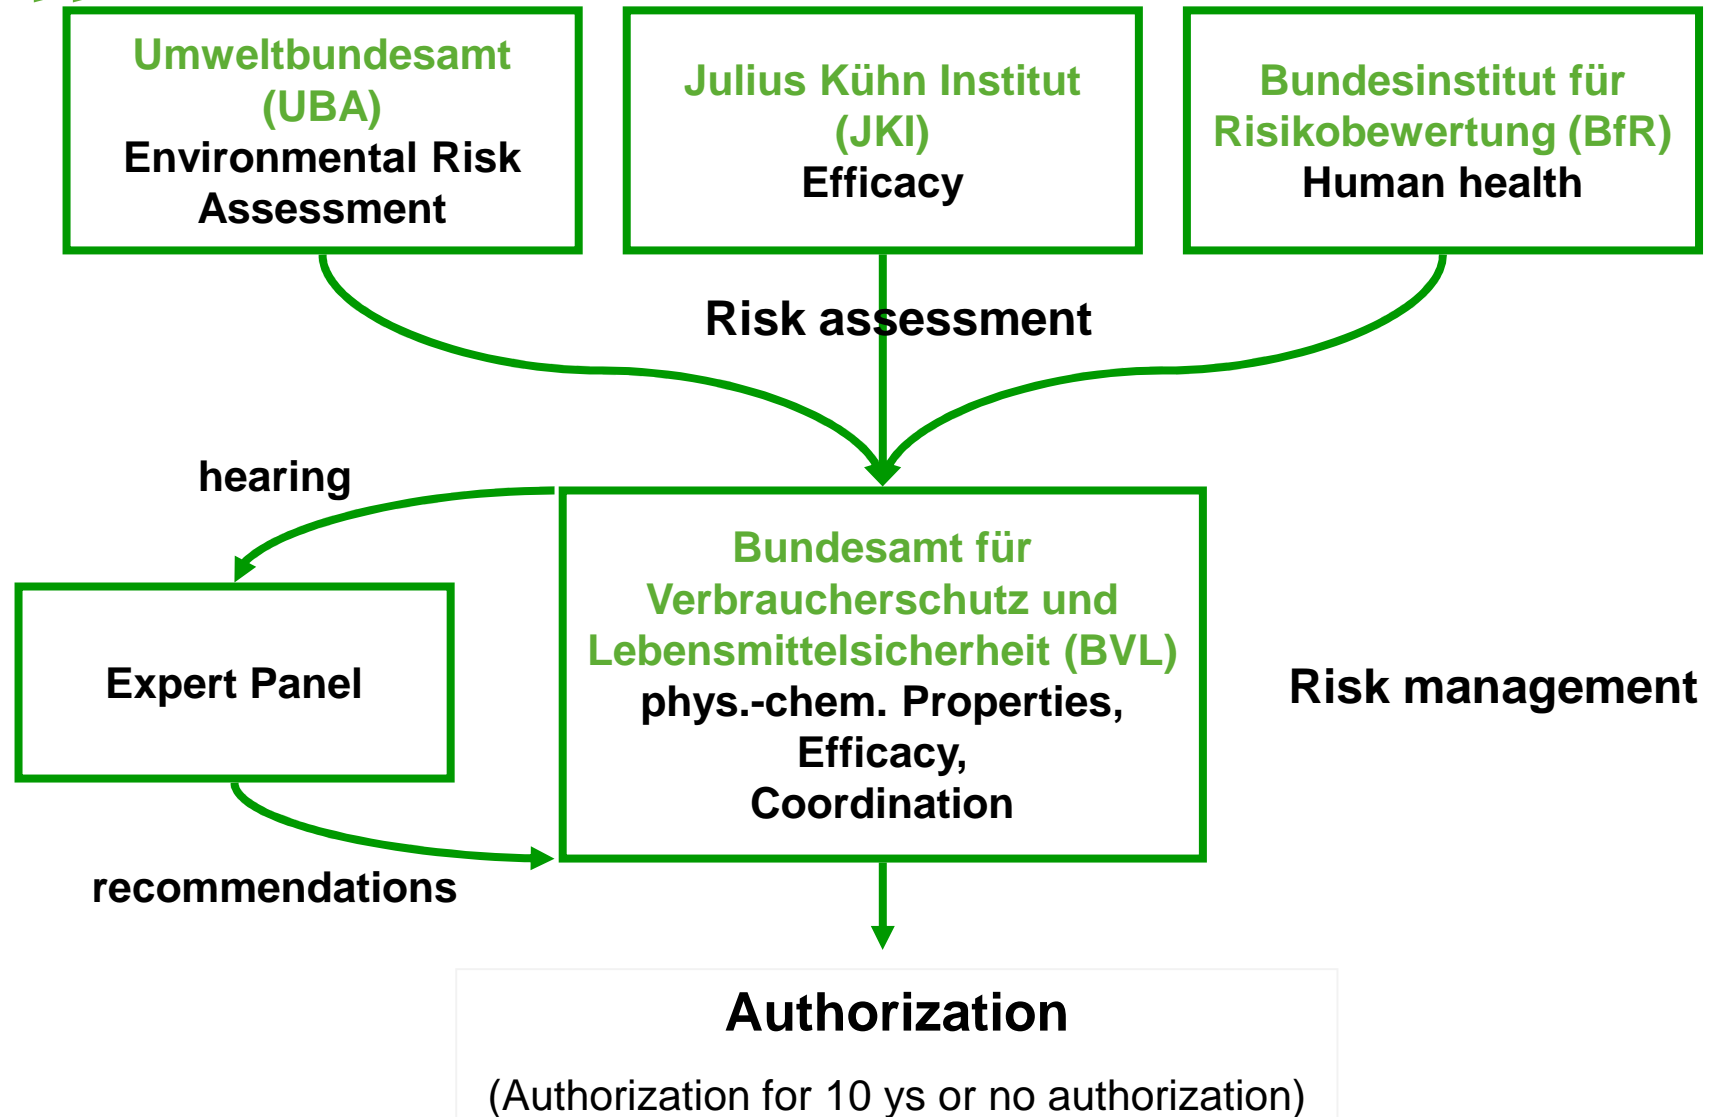 Umweltbundesamt
(UBA)
Environmental Risk
Assessment
Julius Kühn Institut
(JKI)
Efficacy
Bundesinstitut für
Risikobewertung (BfR)
Human health
Risk assessment
hearing
Expert Panel
recommendations
Bundesamt für
Verbraucherschutz und
Lebensmittelsicherheit (BVL)
phys.-chem. Properties,
Efficacy,
Coordination
Risk management
Authorization
(Authorization for 10 ys or no authorization)